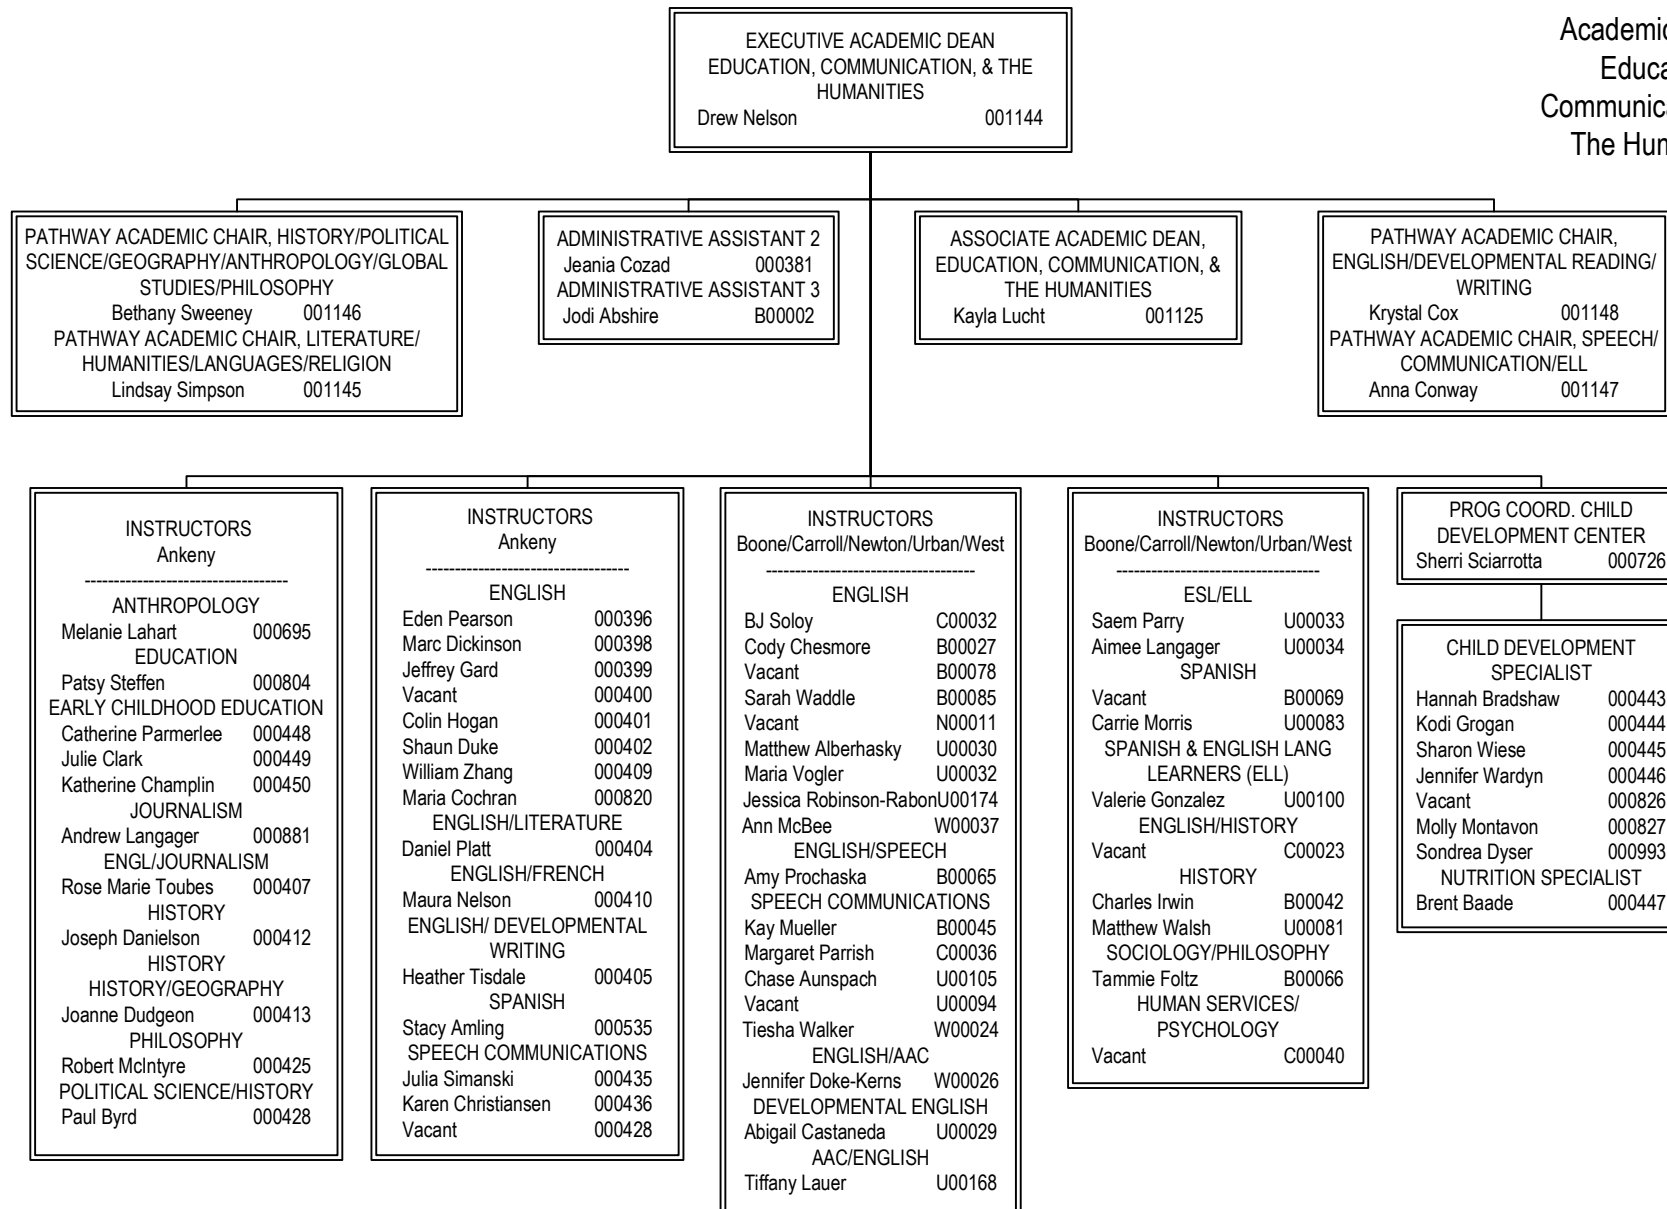 Academic
Educa
Communica
The Hum
EXECUTIVE ACADEMIC DEAN
EDUCATION, COMMUNICATION, & THE
HUMANITIES
Drew Nelson 001144
PATHWAY ACADEMIC CHAIR, HISTORY/POLITICAL
SCIENCE/GEOGRAPHY/ANTHROPOLOGY/GLOBAL
STUDIES/PHILOSOPHY
Bethany Sweeney 001146
PATHWAY ACADEMIC CHAIR, LITERATURE/
HUMANITIES/LANGUAGES/RELIGION
Lindsay Simpson 001145
ADMINISTRATIVE ASSISTANT 2
Jeania Cozad 000381
ADMINISTRATIVE ASSISTANT 3
Jodi Abshire B00002
ASSOCIATE ACADEMIC DEAN,
EDUCATION, COMMUNICATION, &
THE HUMANITIES
Kayla Lucht 001125
PATHWAY ACADEMIC CHAIR,
ENGLISH/DEVELOPMENTAL READING/
WRITING
Krystal Cox 001148
PATHWAY ACADEMIC CHAIR, SPEECH/
COMMUNICATION/ELL
Anna Conway 001147
INSTRUCTORS
Ankeny
-----------------------------------
ANTHROPOLOGY
Melanie Lahart 000695
EDUCATION
Patsy Steffen 000804
EARLY CHILDHOOD EDUCATION
Catherine Parmerlee 000448
Julie Clark 000449
Katherine Champlin 000450
JOURNALISM
Andrew Langager 000881
ENGL/JOURNALISM
Rose Marie Toubes 000407
HISTORY
Joseph Danielson 000412
HISTORY
HISTORY/GEOGRAPHY
Joanne Dudgeon 000413
PHILOSOPHY
Robert McIntyre 000425
POLITICAL SCIENCE/HISTORY
Paul Byrd 000428
INSTRUCTORS
Ankeny
-----------------------------------
ENGLISH
Eden Pearson 000396
Marc Dickinson 000398
Jeffrey Gard 000399
Vacant 000400
Colin Hogan 000401
Shaun Duke 000402
William Zhang 000409
Maria Cochran 000820
ENGLISH/LITERATURE
Daniel Platt 000404
ENGLISH/FRENCH
Maura Nelson 000410
ENGLISH/ DEVELOPMENTAL
WRITING
Heather Tisdale 000405
SPANISH
Stacy Amling 000535
SPEECH COMMUNICATIONS
Julia Simanski 000435
Karen Christiansen 000436
Vacant 000428
INSTRUCTORS
Boone/Carroll/Newton/Urban/West
-----------------------------------
ENGLISH
BJ Soloy C00032
Cody Chesmore B00027
Vacant B00078
Sarah Waddle B00085
Vacant N00011
Matthew Alberhasky U00030
Maria Vogler U00032
Jessica Robinson-RabonU00174
Ann McBee W00037
ENGLISH/SPEECH
Amy Prochaska B00065
SPEECH COMMUNICATIONS
Kay Mueller B00045
Margaret Parrish C00036
Chase Aunspach U00105
Vacant U00094
Tiesha Walker W00024
ENGLISH/AAC
Jennifer Doke-Kerns W00026
DEVELOPMENTAL ENGLISH
Abigail Castaneda U00029
AAC/ENGLISH
Tiffany Lauer U00168
INSTRUCTORS
Boone/Carroll/Newton/Urban/West
-----------------------------------
ESL/ELL
Saem Parry U00033
Aimee Langager U00034
SPANISH
Vacant B00069
Carrie Morris U00083
SPANISH & ENGLISH LANG
LEARNERS (ELL)
Valerie Gonzalez U00100
ENGLISH/HISTORY
Vacant C00023
HISTORY
Charles Irwin B00042
Matthew Walsh U00081
SOCIOLOGY/PHILOSOPHY
Tammie Foltz B00066
HUMAN SERVICES/
PSYCHOLOGY
Vacant C00040
PROG COORD. CHILD
DEVELOPMENT CENTER
Sherri Sciarrotta 000726
CHILD DEVELOPMENT
SPECIALIST
Hannah Bradshaw 000443
Kodi Grogan 000444
Sharon Wiese 000445
Jennifer Wardyn 000446
Vacant 000826
Molly Montavon 000827
Sondrea Dyser 000993
NUTRITION SPECIALIST
Brent Baade 000447